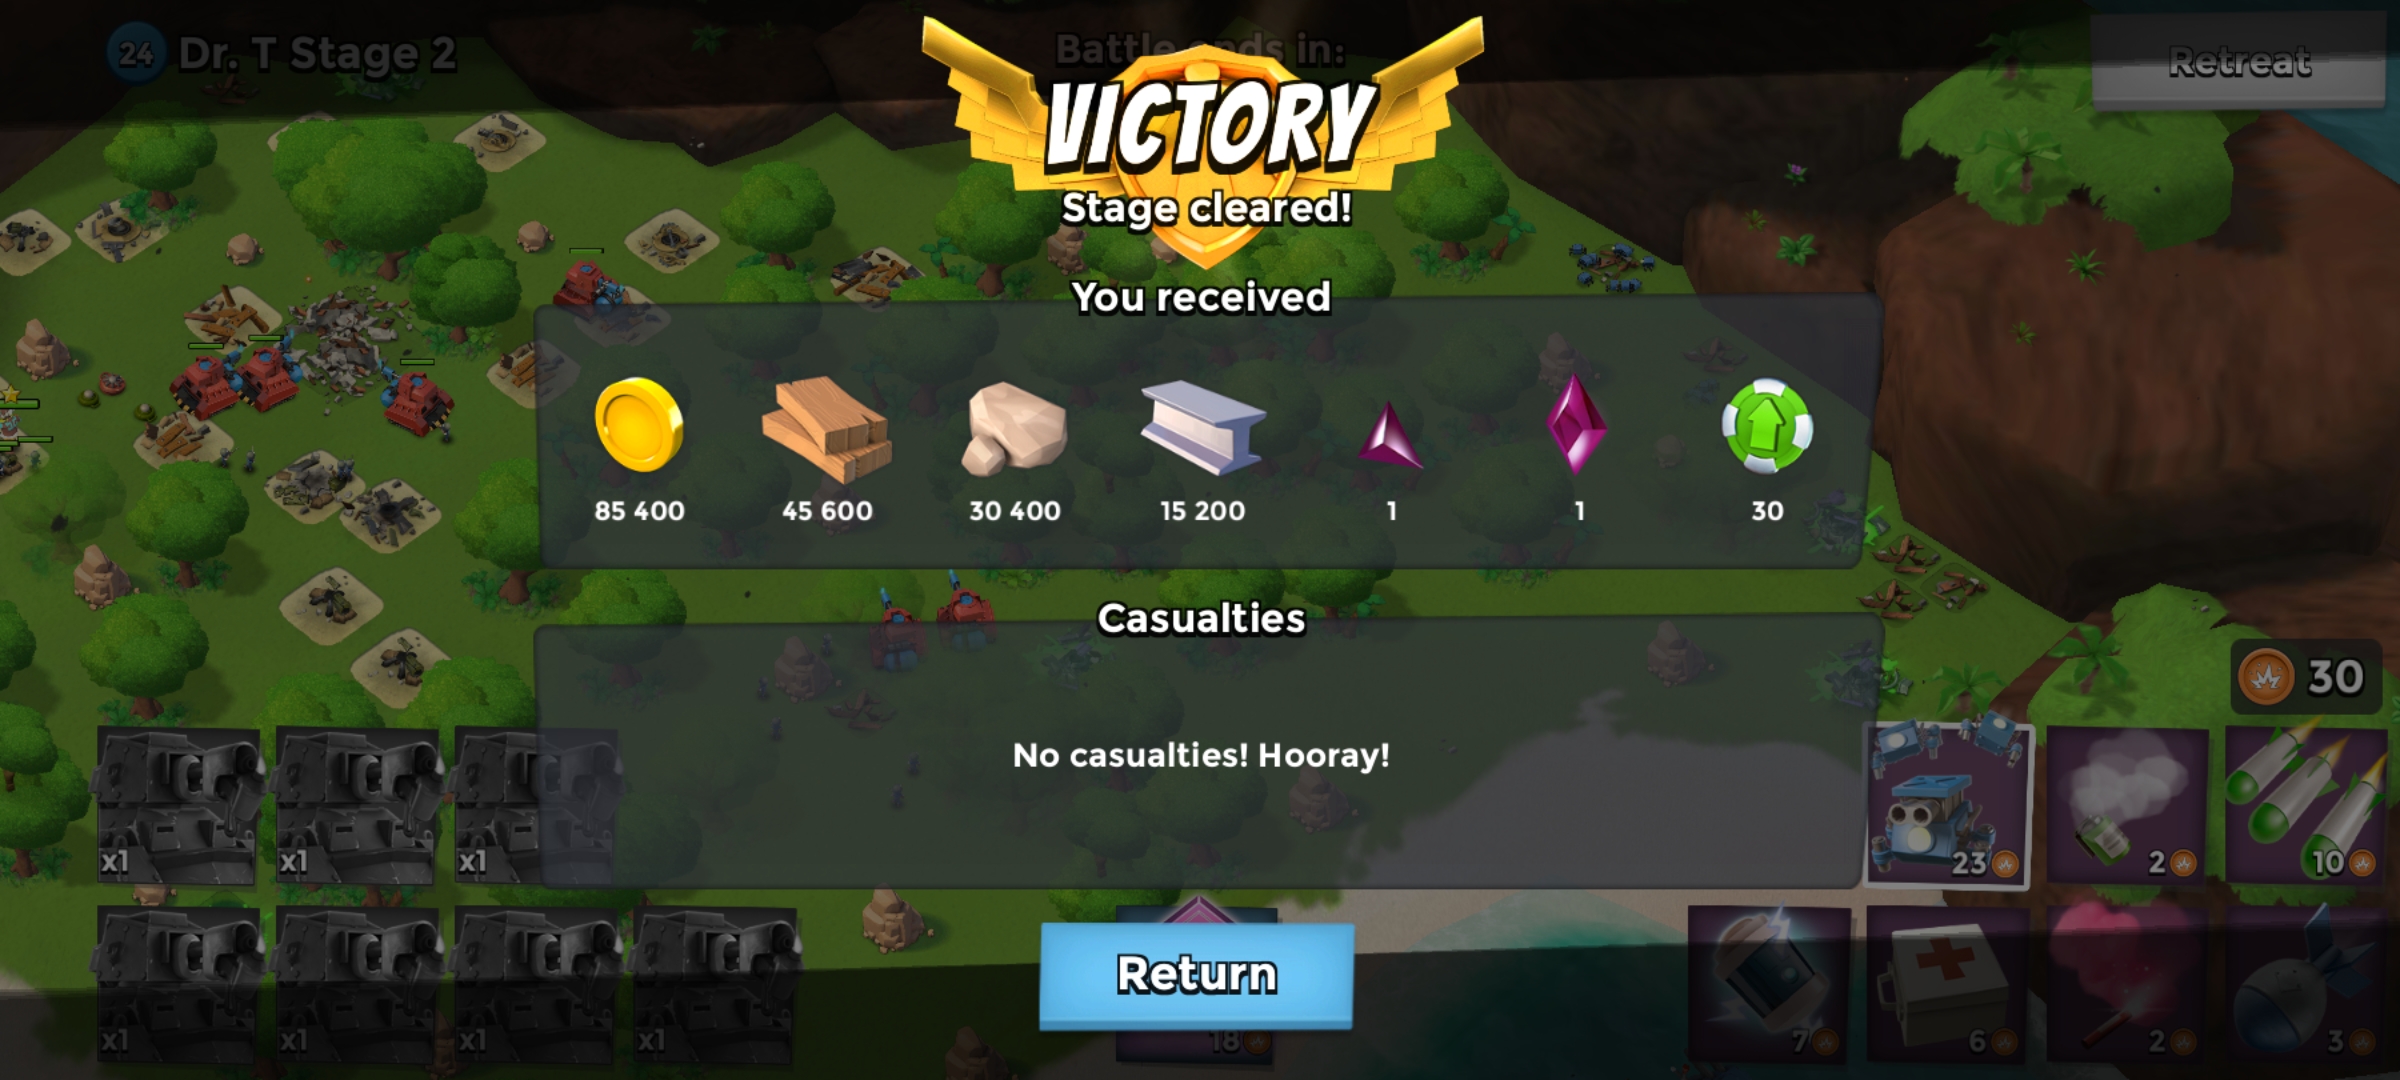 24 Dr. T Stage 2
Battle ends in:
Retreat
VICTORY
Stage cleared!
You received
85 400 45 600 30 400 15 200 1 1 30
Casualties
30
No casualties! Hooray!
x1 x1 x1 23 2 10
Return
x1 x1 x1 x1 18 7 6 2 3